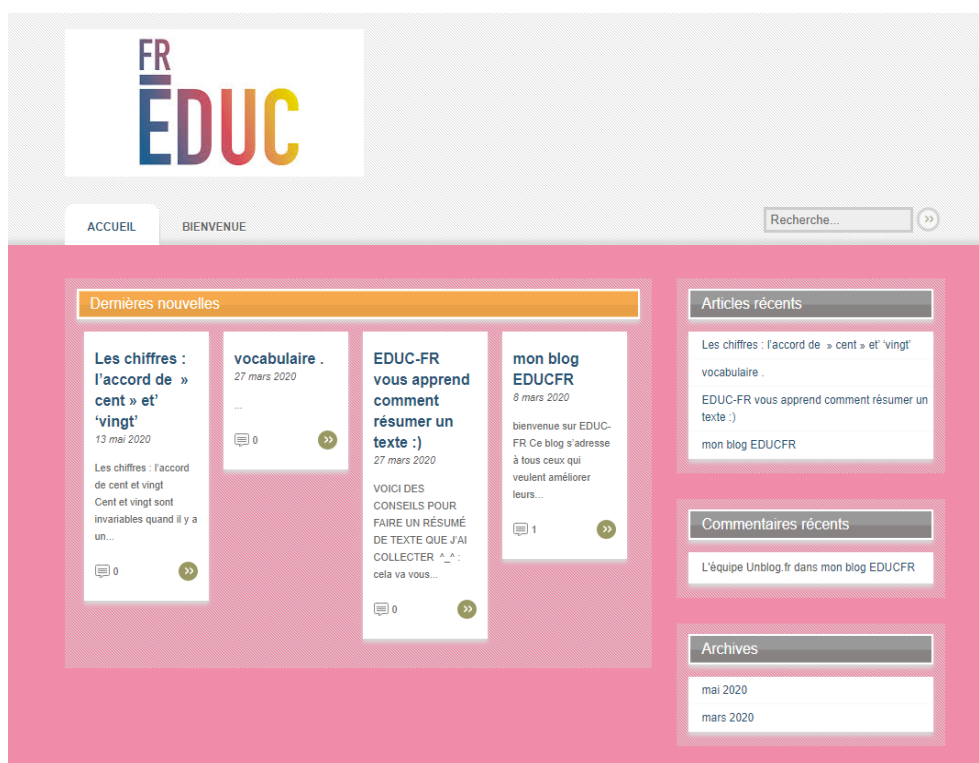 FR
ÉDUC
ACCUEIL
BIENVENUE
Recherche...
Dernières nouvelles
Les chiffres :
l'accord de  »
cent » et'
'vingt'
13 mai 2020
Les chiffres : l'accord
de cent et vingt
Cent et vingt sont
invariables quand il y a
un...
0
vocabulaire .
27 mars 2020
...
0
EDUC-FR
vous apprend
comment
résumer un
texte :)
27 mars 2020
VOICI DES
CONSEILS POUR
FAIRE UN RÉSUMÉ
DE TEXTE QUE J'AI
COLLECTER  ^_^ :
cela va vous...
0
mon blog
EDUCFR
8 mars 2020
bienvenue sur EDUC-
FR Ce blog s'adresse
à tous ceux qui
veulent améliorer
leurs...
1
Articles récents
Les chiffres : l'accord de  » cent » et' 'vingt'
vocabulaire .
EDUC-FR vous apprend comment résumer un
texte :)
mon blog EDUCFR
Commentaires récents
L'équipe Unblog.fr dans mon blog EDUCFR
Archives
mai 2020
mars 2020